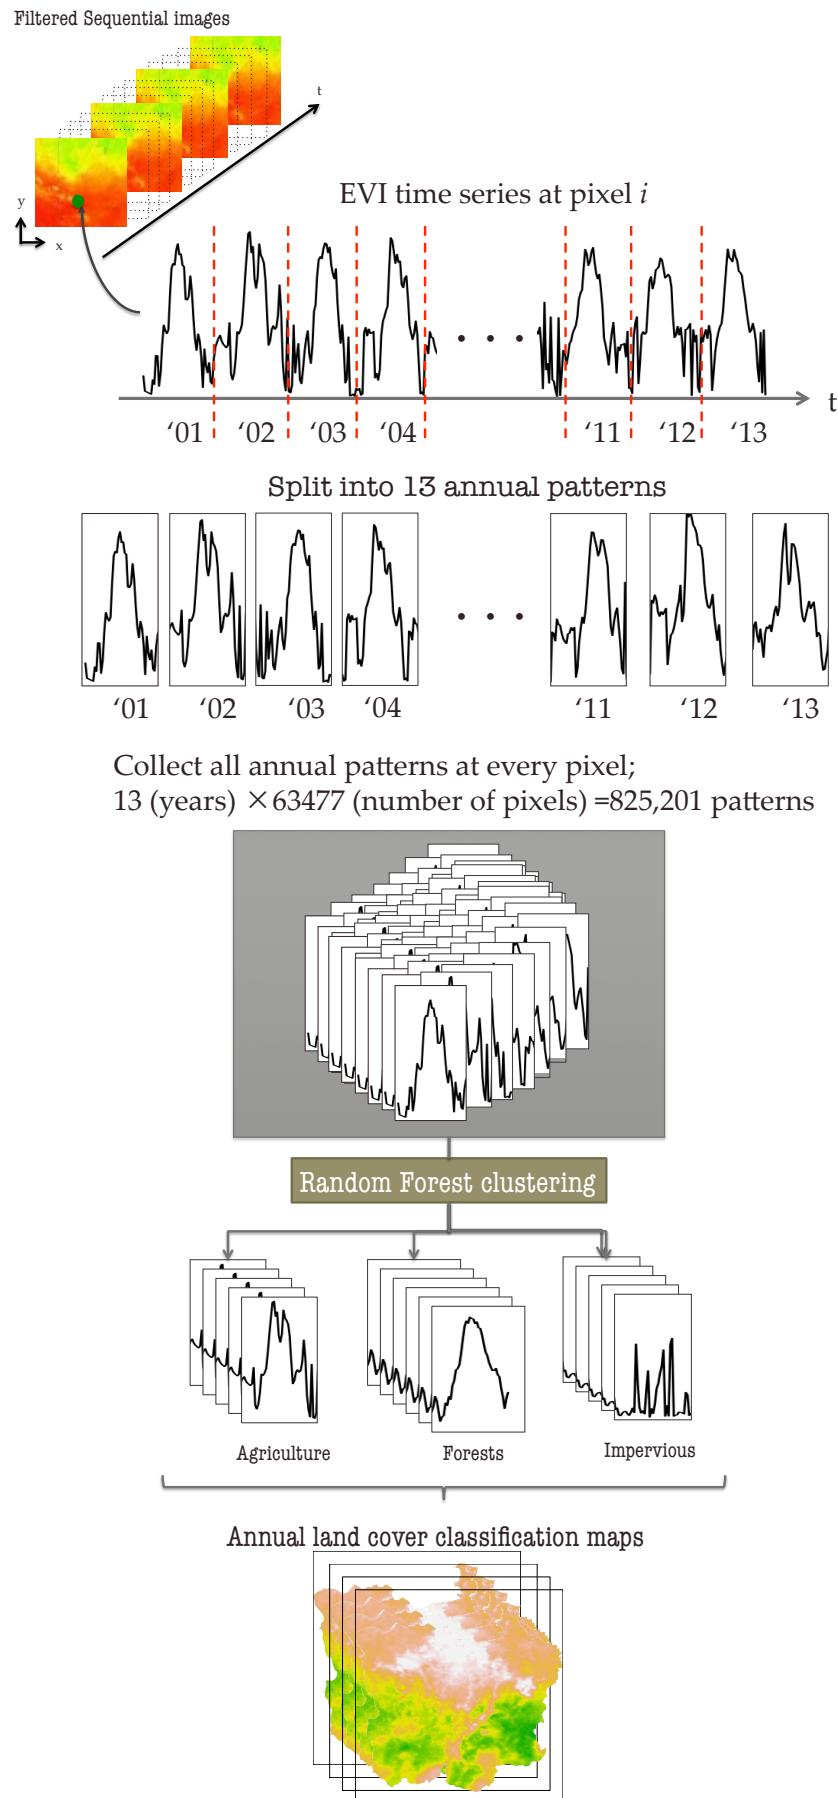 Filtered Sequential images
t
y
x
EVI time series at pixel i
t
‘01 ‘02 ‘03 ‘04 ‘11 ‘12 ‘13
Split into 13 annual patterns
‘01 ‘02 ‘03 ‘04 ‘11 ‘12 ‘13
Collect all annual patterns at every pixel;
13 (years) ×63477 (number of pixels) =825,201 patterns
Random Forest clustering
Agriculture Forests Impervious
Annual land cover classification maps